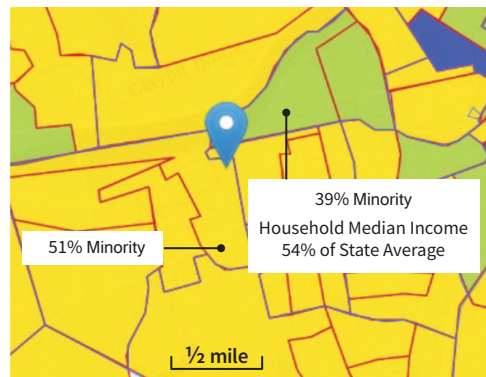 39% Minority
Household Median Income
54% of State Average
51% Minority
½ mile